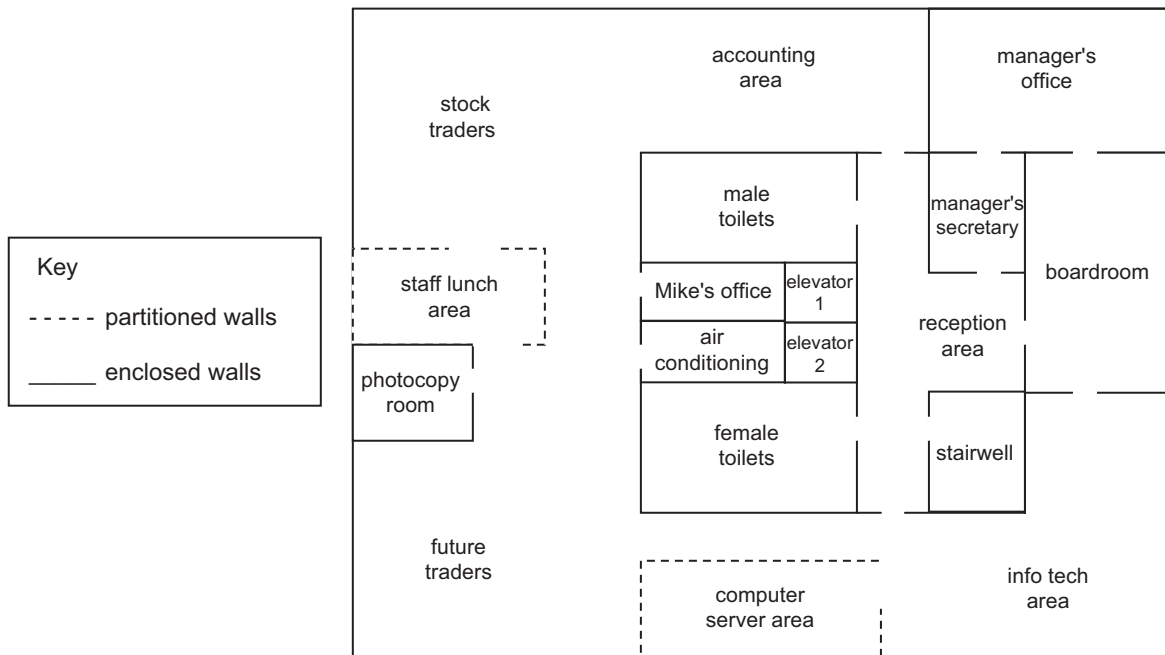 accounting
area
manager's
office
stock
traders
male
toilets
manager's
secretary
Key
partitioned walls
enclosed walls
staff lunch
area
Mike's office
elevator
1
boardroom
air
conditioning
elevator
2
reception
area
photocopy
room
female
toilets
stairwell
future
traders
computer
server area
info tech
area